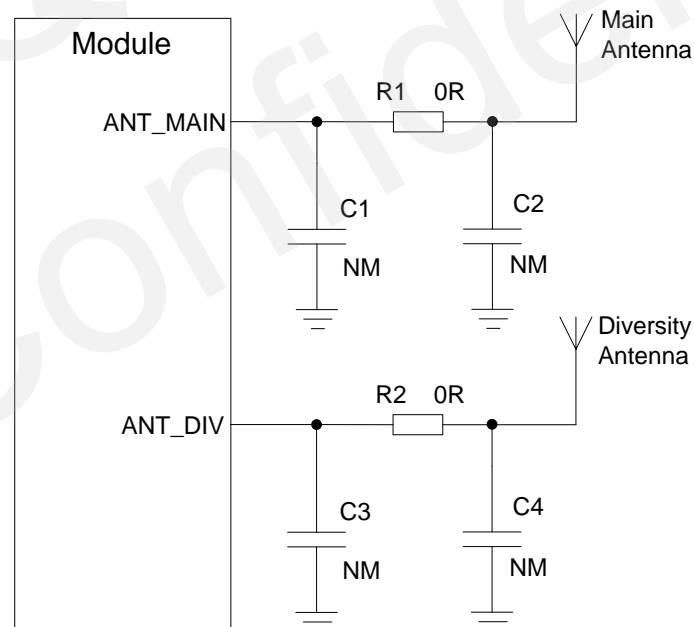 Module
Main
Antenna
R1 0R
ANT_MAIN
C1
C2
NM
NM
Diversity
Antenna
R2 0R
ANT_DIV
C3
C4
NM
NM